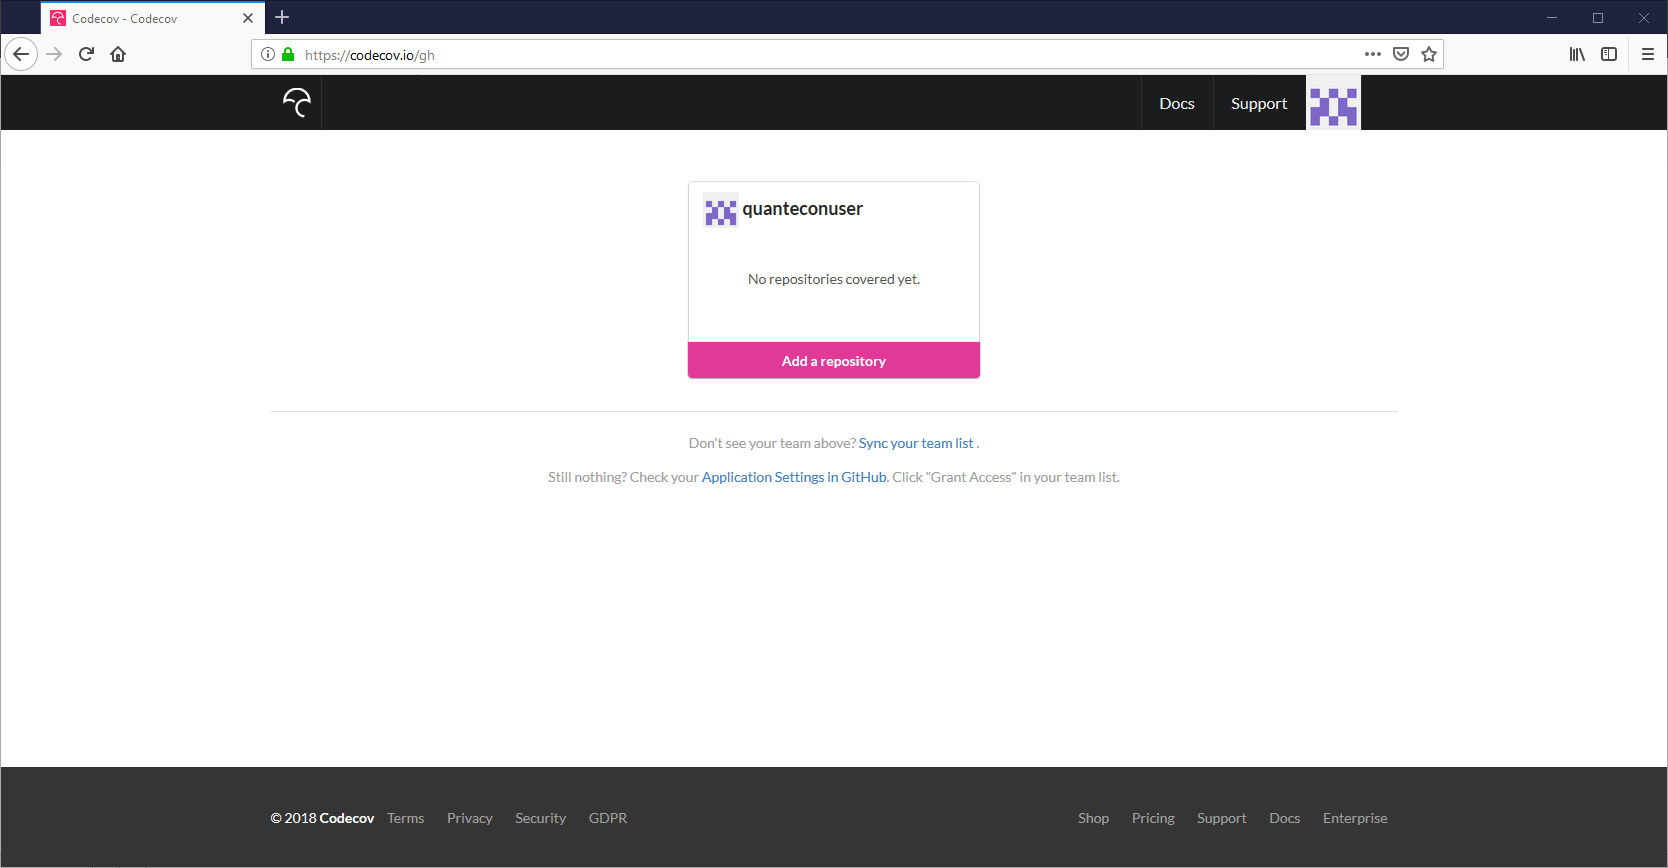 Codecov - Codecov
https://codecov.io/gh
Docs
Support
quanteconuser
No repositories covered yet.
Add a repository
Don't see your team above? Sync your team list .
Still nothing? Check your Application Settings in GitHub. Click "Grant Access" in your team list.
© 2018 Codecov Terms Privacy Security GDPR
Shop Pricing Support Docs Enterprise